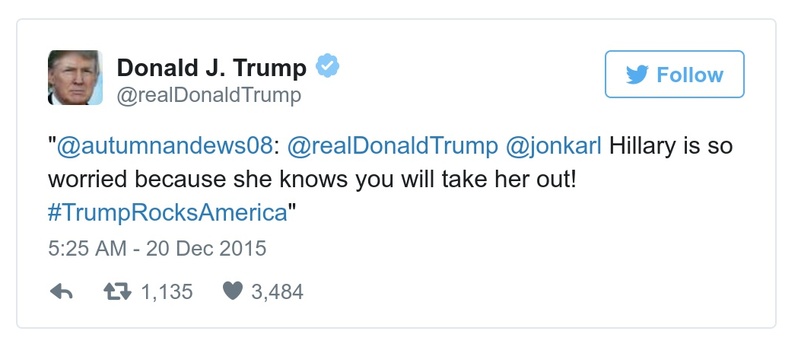 Donald J. Trump
@realDonaldTrump
Follow
"@autumnandews08: @realDonaldTrump @jonkarl Hillary is so
worried because she knows you will take her out!
#TrumpRocksAmerica"
5:25 AM - 20 Dec 2015
1,135 3,484